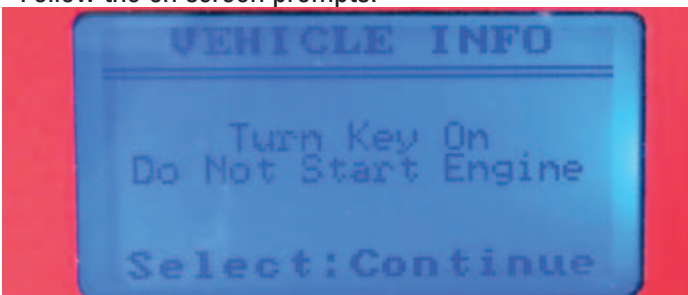 Follow the on screen prompts.
VEHICLE INFO
Turn Key On
Do Not Start Engine
Select:Continue